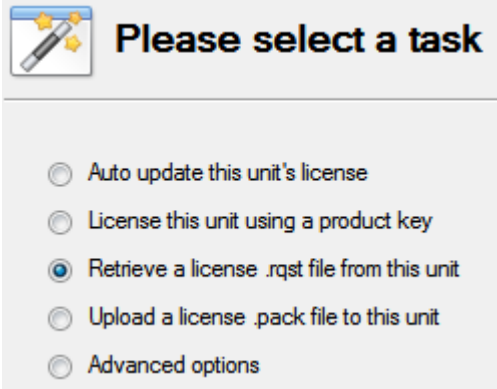 Please select a task
Auto update this unit's license
License this unit using a product key
Retrieve a license .rqst file from this unit
Upload a license .pack file to this unit
Advanced options